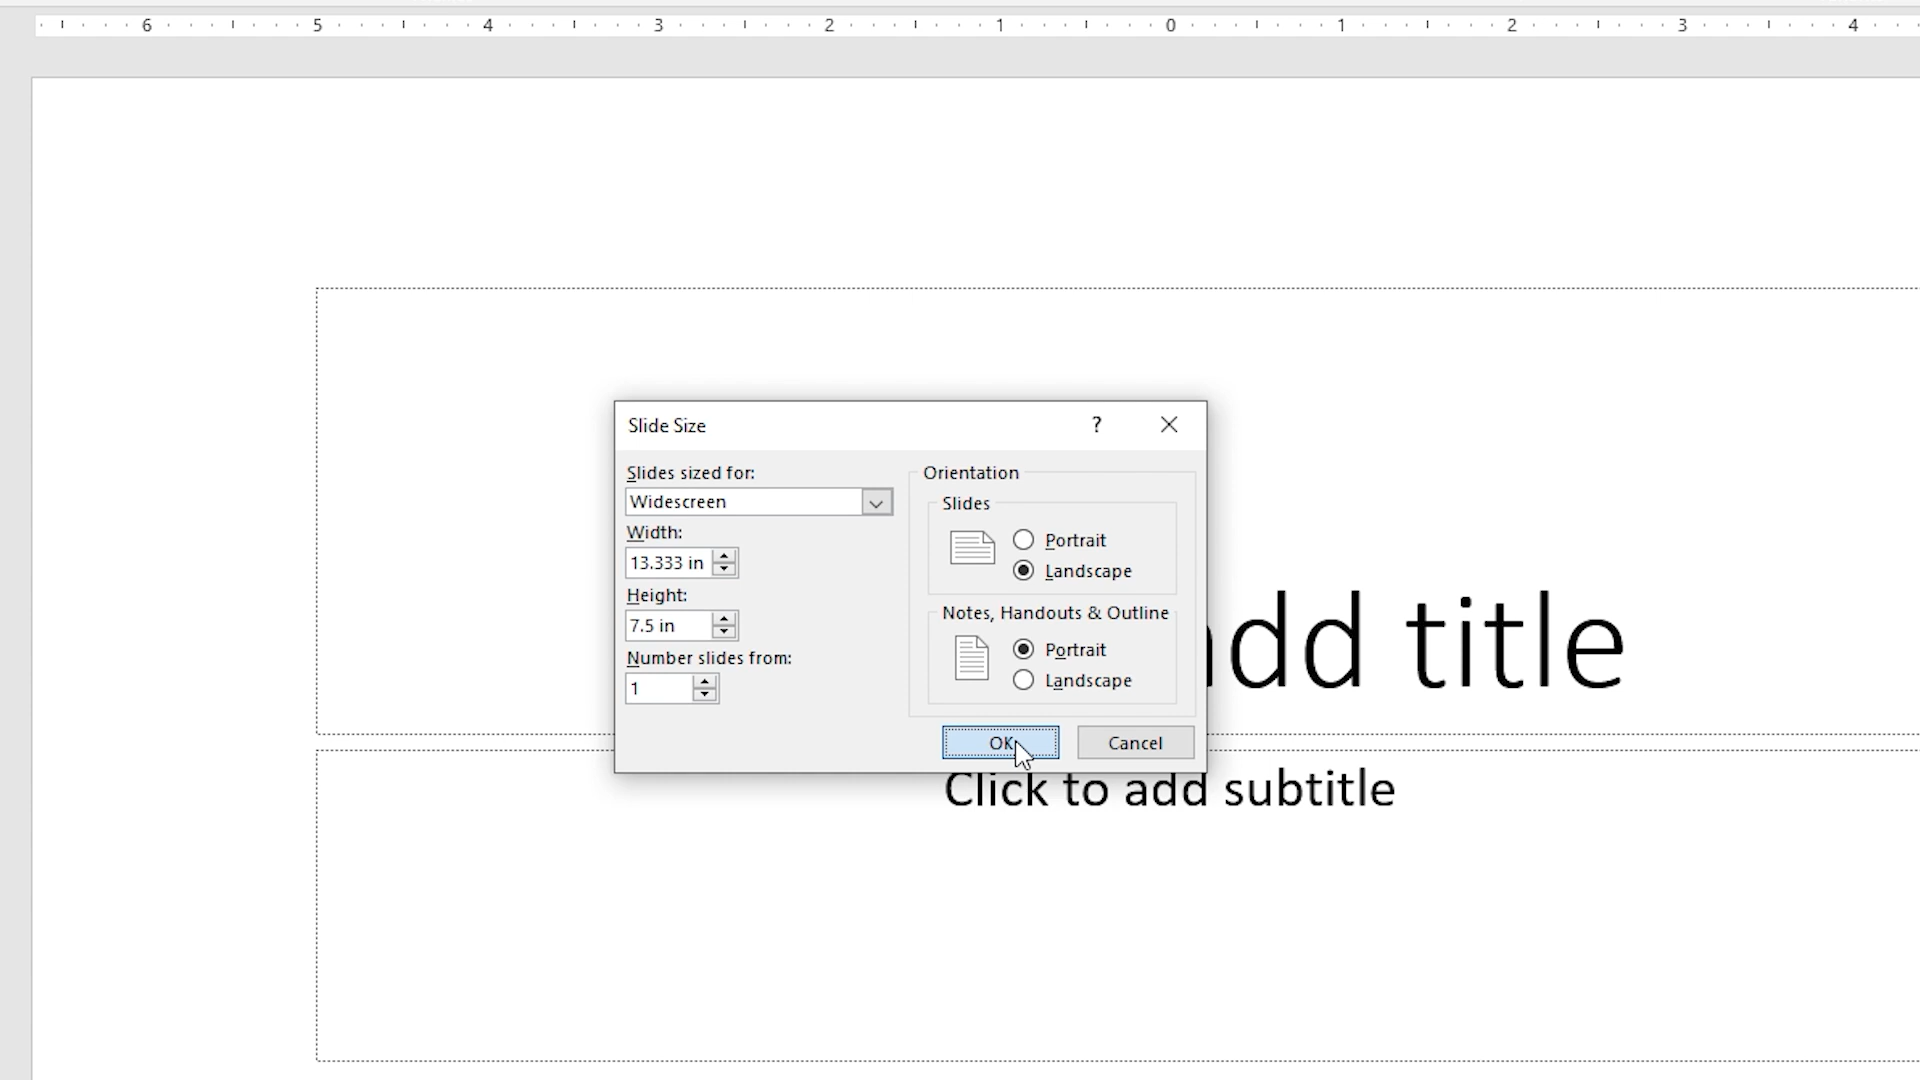 6 5 4 3 2 1 0 1 2 3 4
Slide Size ?
Slides sized for:
Widescreen
Width:
13.333 in
Height:
7.5 in
Number slides from:
1
Orientation
Slides
Portrait
Landscape
Notes, Handouts & Outline
Portrait
Landscape
OK Cancel
add title
Click to add subtitle